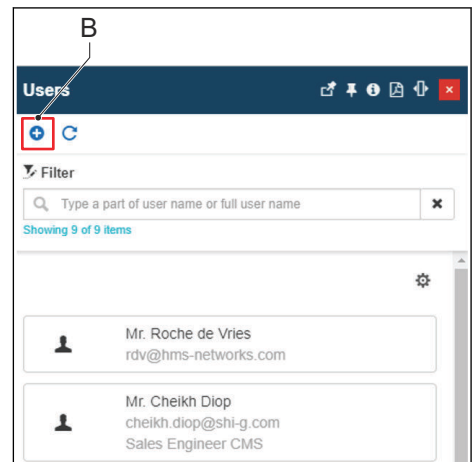 B
Users
Filter
Type a part of user name or full user name
Showing 9 of 9 items
Mr. Roche de Vries
rdv@hms-networks.com
Mr. Cheikh Diop
cheikh.diop@shi-g.com
Sales Engineer CMS